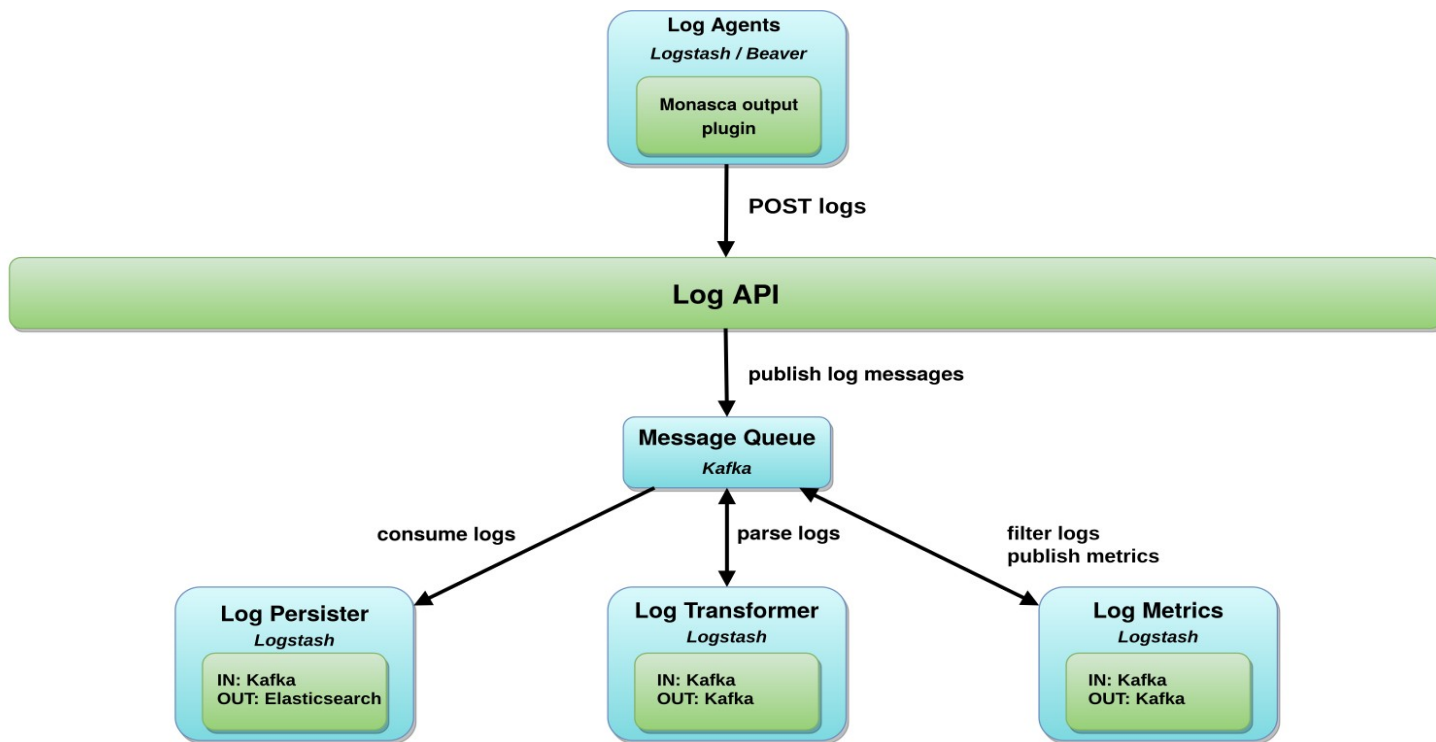 Log Agents
Logstash / Beaver
Monasca output
plugin
POST logs
Log API
publish log messages
Message Queue
Kafka
consume logs
parse logs
filter logs
publish metrics
Log Persister
Logstash
IN: Kafka
OUT: Elasticsearch
Log Transformer
Logstash
IN: Kafka
OUT: Kafka
Log Metrics
Logstash
IN: Kafka
OUT: Kafka